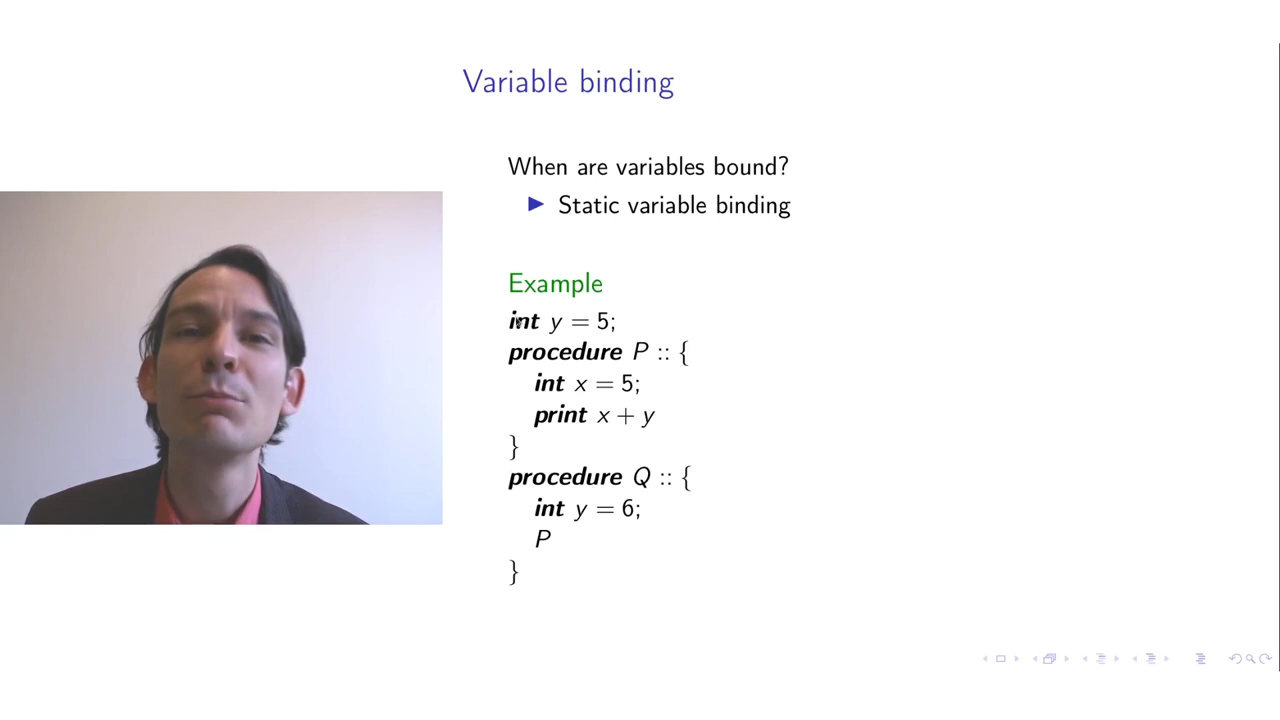 Variable binding
When are variables bound?
▶ Static variable binding
Example
int y = 5;
procedure P :: {
int x = 5;
print x + y
}
procedure Q :: {
int y = 6;
P
}